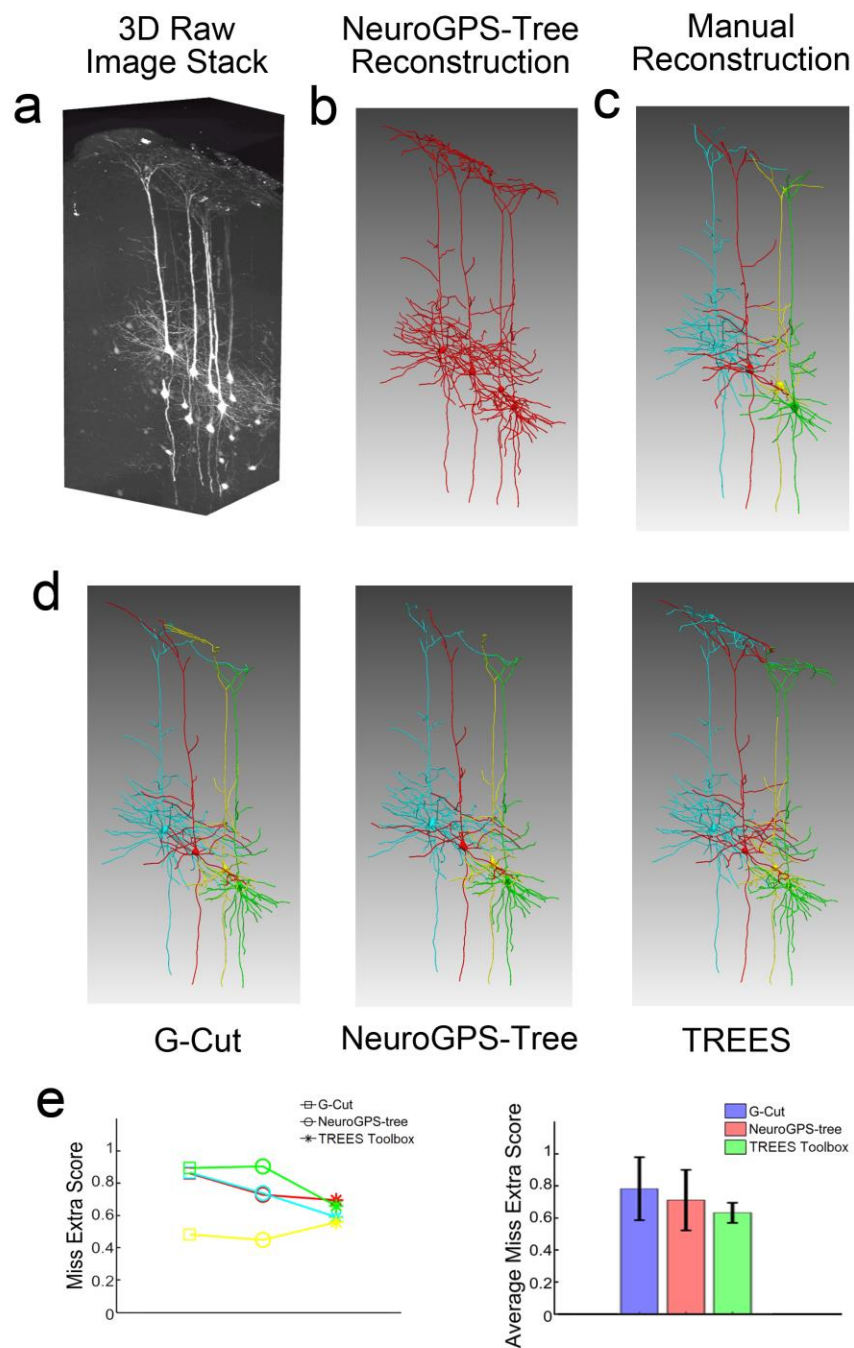 3D Raw
Image Stack
NeuroGPS-Tree
Reconstruction
Manual
Reconstruction
a
b
c
d
G-Cut
NeuroGPS-Tree
TREES
e
Miss Extra Score
1
0.8
0.6
0.4
0.2
0
G-Cut
NeuroGPS-tree
TREES Toolbox
Average Miss Extra Score
1
0.8
0.6
0.4
0.2
0
G-Cut
NeuroGPS-tree
TREES Toolbox